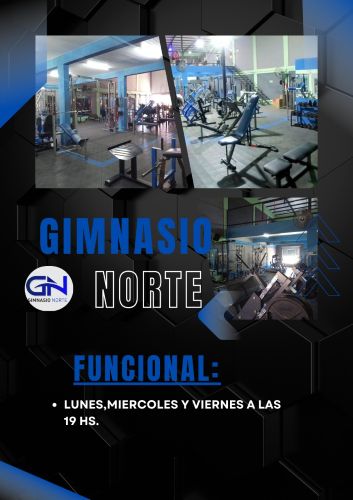 GIMNASIO
NORTE
GN
GIMNASIO NORTE
FUNCIONAL:
• LUNES,MIERCOLES Y VIERNES A LAS
19 HS.